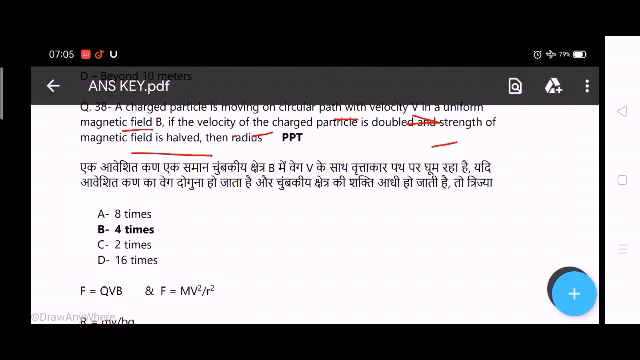 07:05
79%
D – Beyond 10 meters
ANS KEY.pdf
Q. 38- A charged particle is moving on circular path with velocity V in a uniform
magnetic field B, if the velocity of the charged particle is doubled and strength of
magnetic field is halved, then radius PPT
एक आवेशित कण एक समान चुंबकीय क्षेत्र B में वेग V के साथ वृत्ताकार पथ पर घूम रहा है, यदि
आवेशित कण का वेग दोगुना हो जाता है और चुंबकीय क्षेत्र की शक्ति आधी हो जाती है, तो त्रिज्या
A- 8 times
B- 4 times
C- 2 times
D- 16 times
F = QVB & F = MV²/r²
@DrawAnyWhere
R = mv/bq